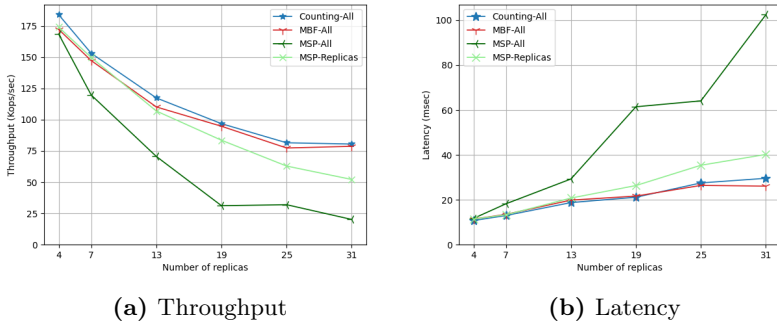 Throughput (Kops/sec)
175
150
125
100
75
50
25
0
4 7 13 19 25 31
Number of replicas
Counting-All
MBF-All
MSP-All
MSP-Replicas
(a) Throughput
Latency (msec)
100
80
60
40
20
0
4 7 13 19 25 31
Number of replicas
Counting-All
MBF-All
MSP-All
MSP-Replicas
(b) Latency